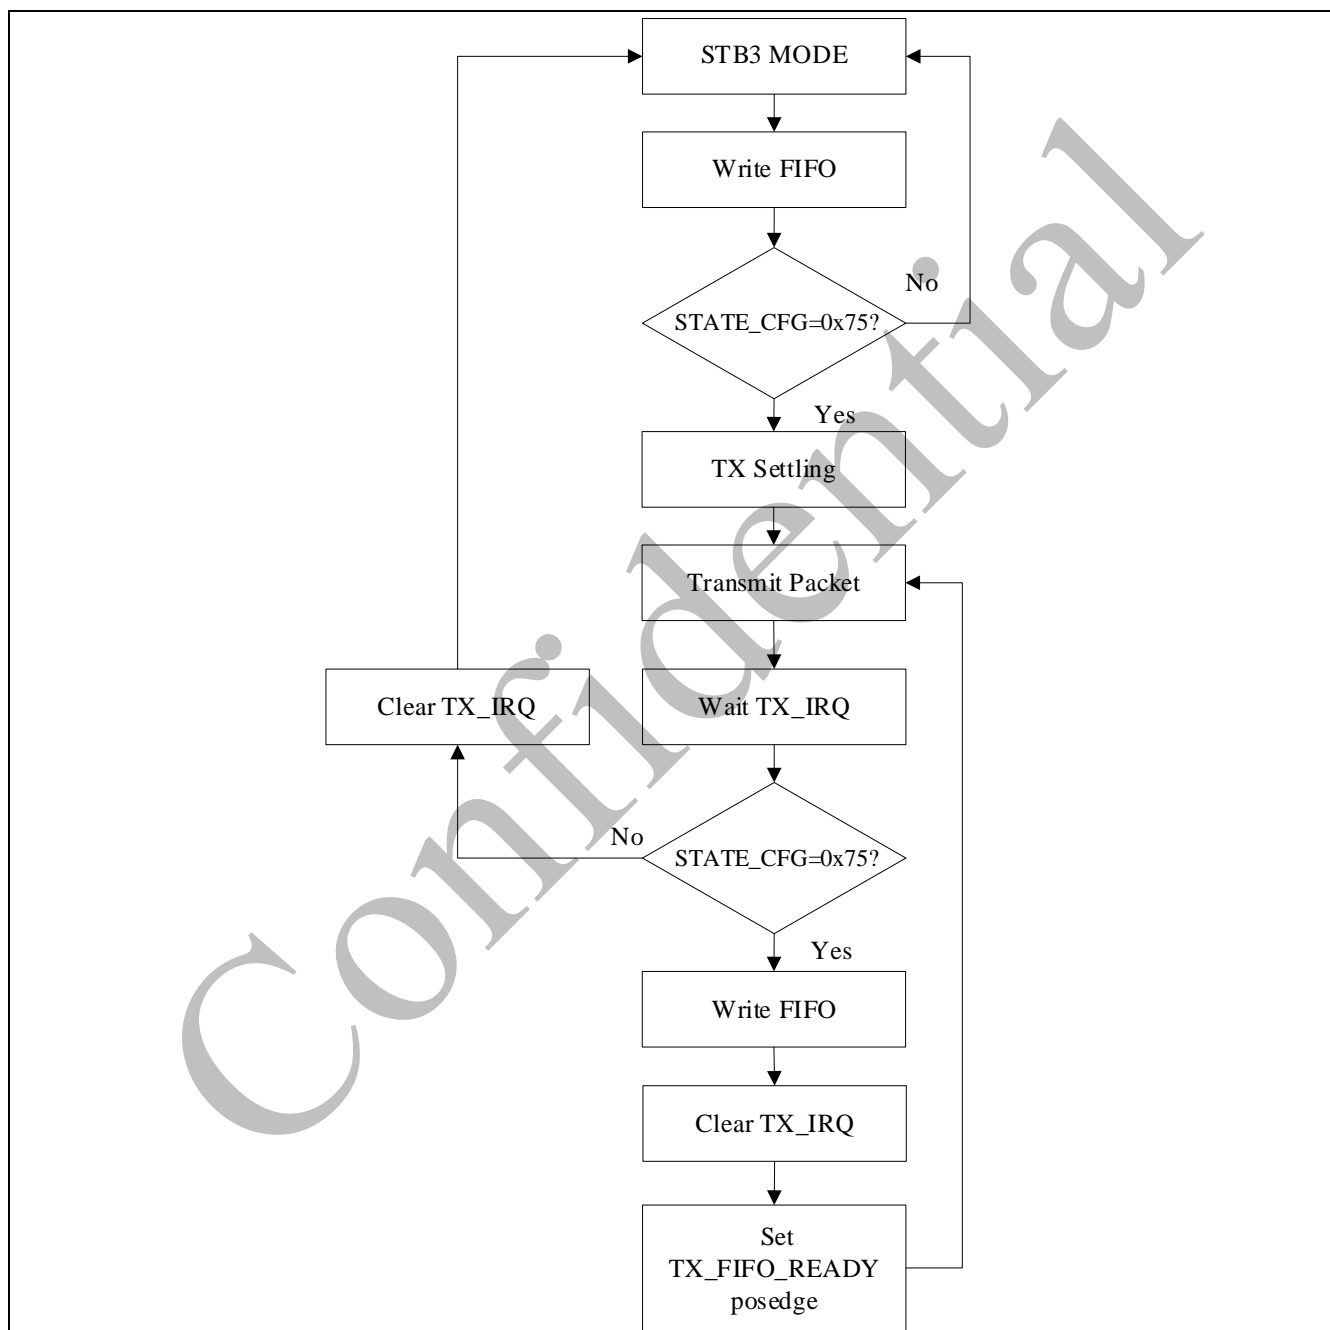 STB3 MODE
Write FIFO
No
STATE_CFG=0x75?
Yes
TX Settling
Transmit Packet
Clear TX_IRQ
Wait TX_IRQ
No
STATE_CFG=0x75?
Yes
Write FIFO
Clear TX_IRQ
Set
TX_FIFO_READY
posedge
Confidential